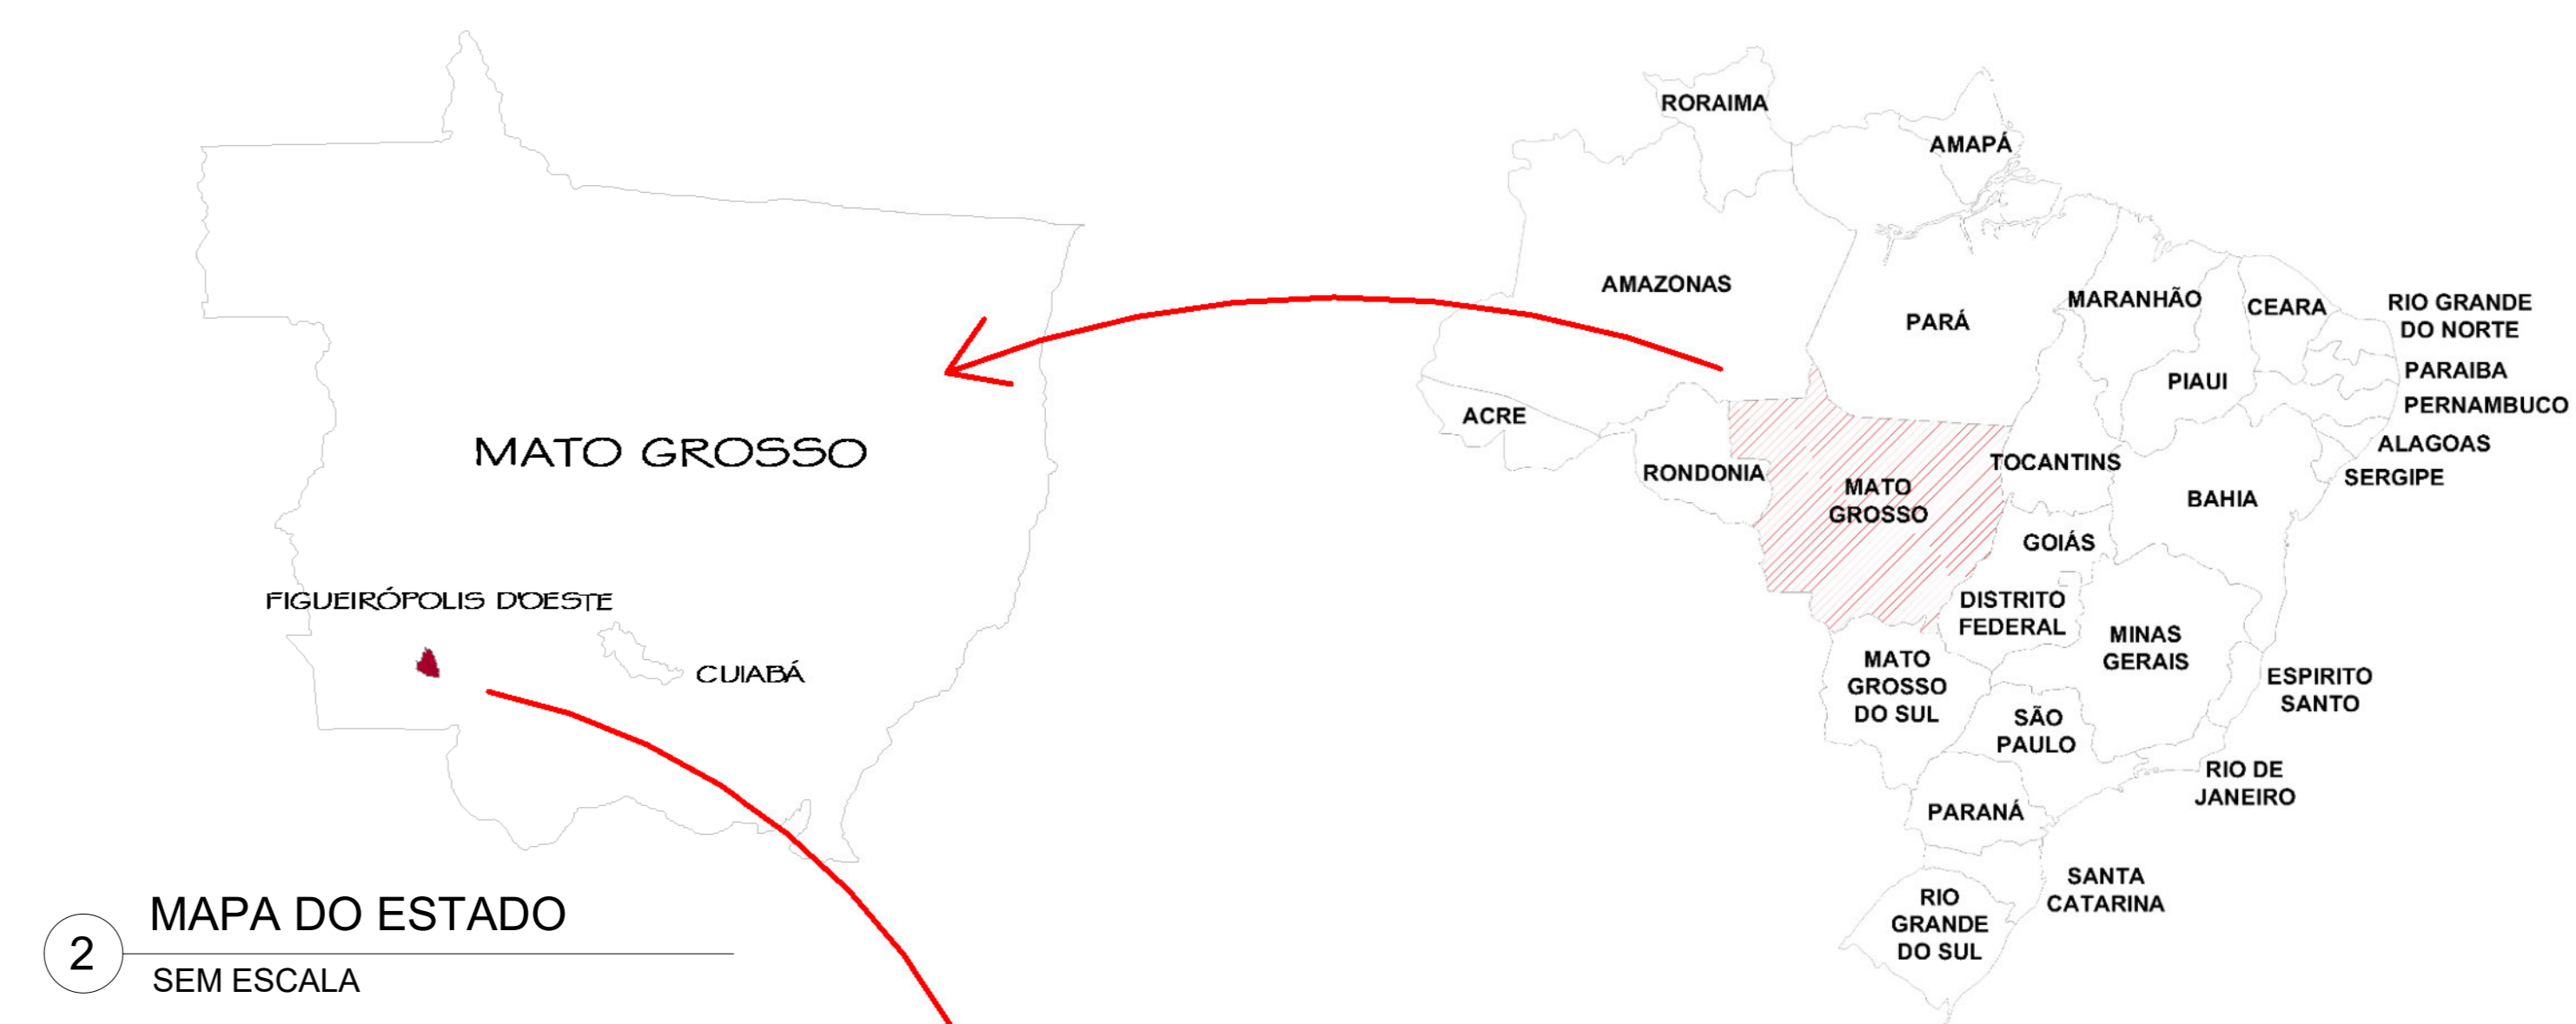 MATO GROSSO
FIGUEIRÓPOLIS D'OESTE
CUIABÁ
2
MAPA DO ESTADO
SEM ESCALA
RORAIMA
AMAPÁ
AMAZONAS
PARÁ
MARANHÃO
CEARA
RIO GRANDE
DO NORTE
PARAIBA
PIAUI
PERNAMBUCO
ACRE
ALAGOAS
RONDONIA
TOCANTINS
SERGIPE
MATO
GROSSO
BAHIA
GOIÁS
DISTRITO
FEDERAL
MINAS
GERAIS
MATO
GROSSO
DO SUL
ESPIRITO
SANTO
SÃO
PAULO
RIO DE
JANEIRO
PARANÁ
SANTA
CATARINA
RIO
GRANDE
DO SUL